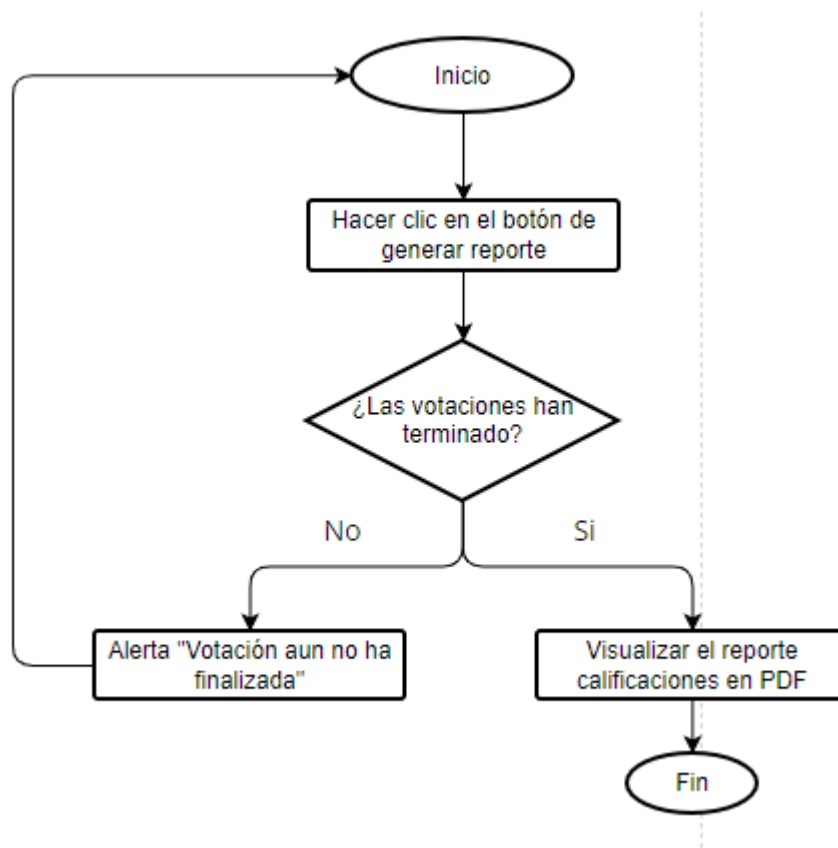 Inicio
Hacer clic en el botón de
generar reporte
¿Las votaciones han
terminado?
No
Si
Alerta "Votación aun no ha
finalizada"
Visualizar el reporte
calificaciones en PDF
Fin